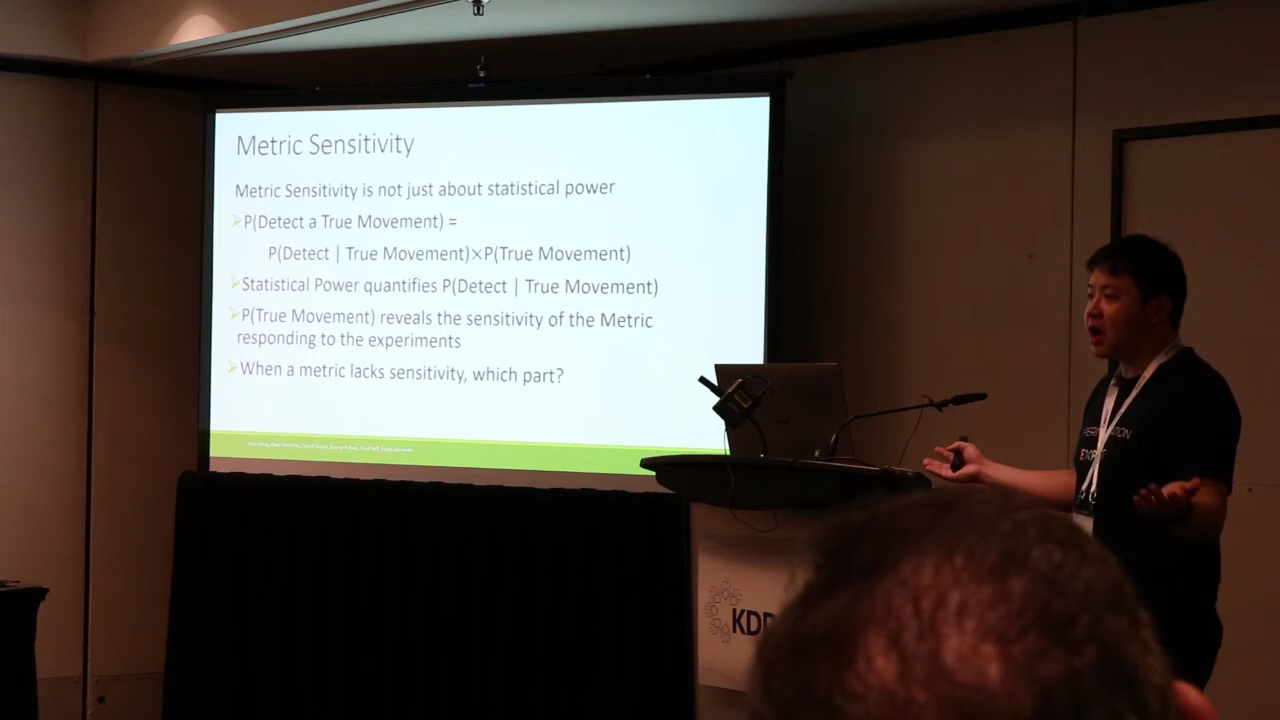 Metric Sensitivity
Metric Sensitivity is not just about statistical power
P(Detect a True Movement) =
P(Detect | True Movement)×P(True Movement)
Statistical Power quantifies P(Detect | True Movement)
P(True Movement) reveals the sensitivity of the Metric
responding to the experiments
When a metric lacks sensitivity, which part?
KDD